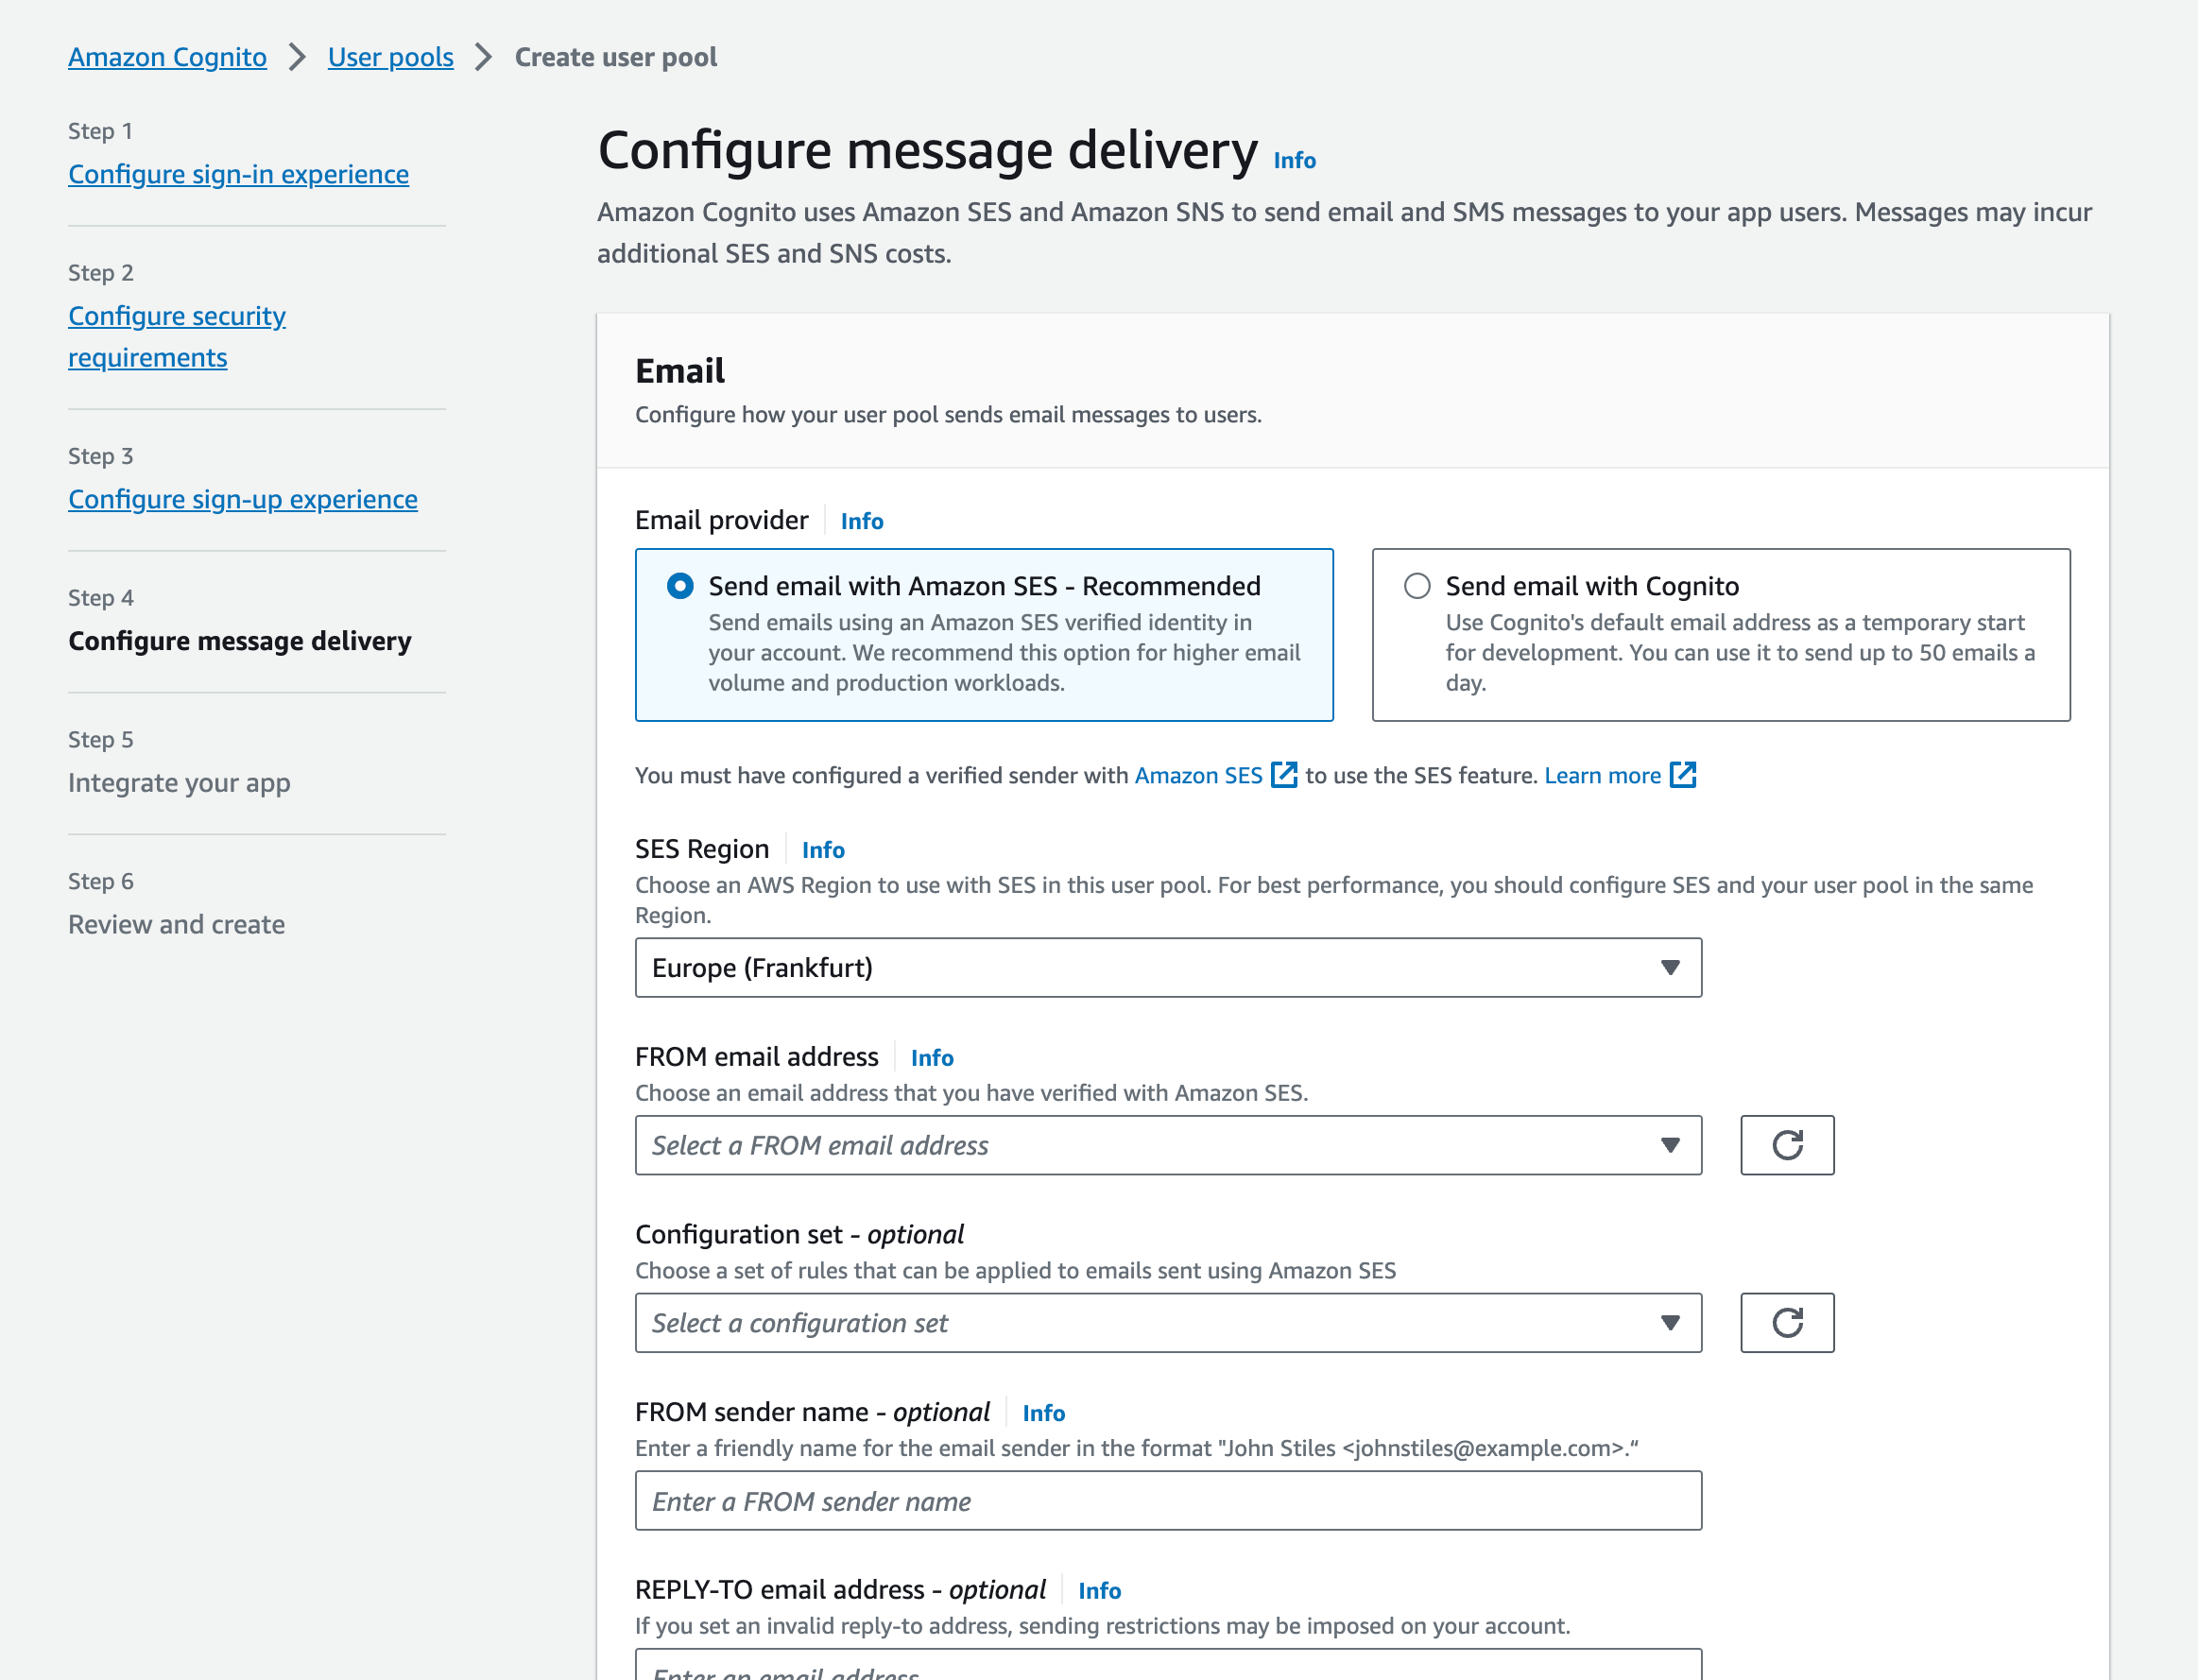 Amazon Cognito > User pools > Create user pool
Step 1
Configure sign-in experience
Step 2
Configure security
requirements
Step 3
Configure sign-up experience
Step 4
Configure message delivery
Step 5
Integrate your app
Step 6
Review and create
Configure message delivery Info
Amazon Cognito uses Amazon SES and Amazon SNS to send email and SMS messages to your app users. Messages may incur
additional SES and SNS costs.
Email
Configure how your user pool sends email messages to users.
Email provider Info
Send email with Amazon SES - Recommended
Send emails using an Amazon SES verified identity in
your account. We recommend this option for higher email
volume and production workloads.
Send email with Cognito
Use Cognito's default email address as a temporary start
for development. You can use it to send up to 50 emails a
day.
You must have configured a verified sender with Amazon SES to use the SES feature. Learn more
SES Region Info
Choose an AWS Region to use with SES in this user pool. For best performance, you should configure SES and your user pool in the same
Region.
Europe (Frankfurt)
FROM email address Info
Choose an email address that you have verified with Amazon SES.
Select a FROM email address
Configuration set - optional
Choose a set of rules that can be applied to emails sent using Amazon SES
Select a configuration set
FROM sender name - optional Info
Enter a friendly name for the email sender in the format "John Stiles <johnstiles@example.com>.“
Enter a FROM sender name
REPLY-TO email address - optional Info
If you set an invalid reply-to address, sending restrictions may be imposed on your account.
Enter an email address